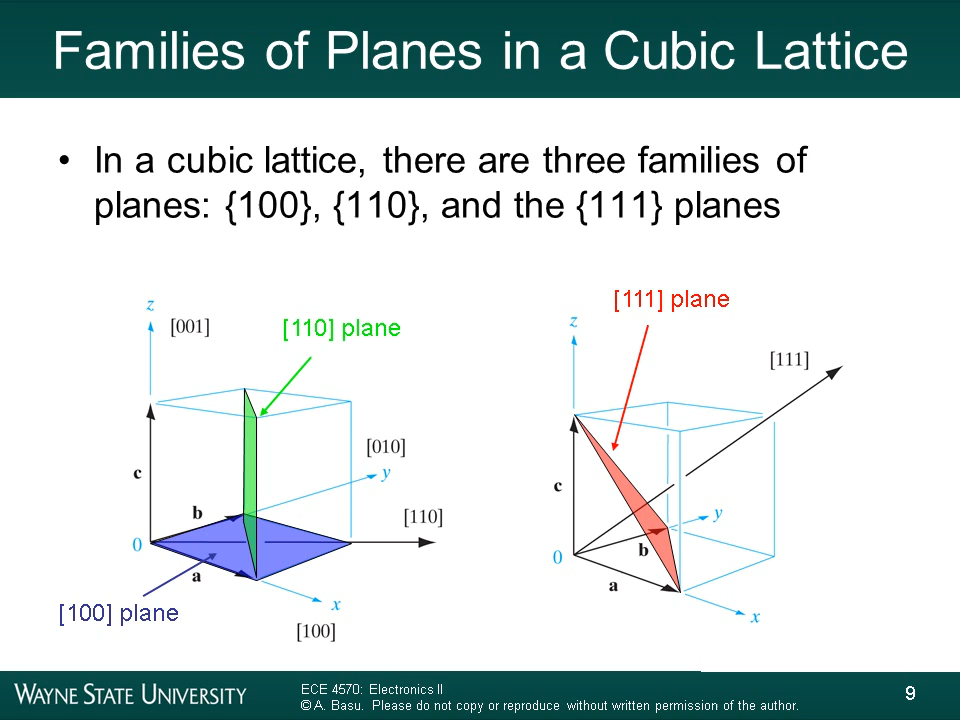 Families of Planes in a Cubic Lattice
• In a cubic lattice, there are three families of
planes: {100}, {110}, and the {111} planes
z
[001]
[110] plane
c
[010]
y
b
[110]
0
a
[100] plane
x
[100]
[111] plane
z
[111]
c
y
b
0
a
x
WAYNE STATE UNIVERSITY
ECE 4570: Electronics II
© A. Basu. Please do not copy or reproduce without written permission of the author.
9